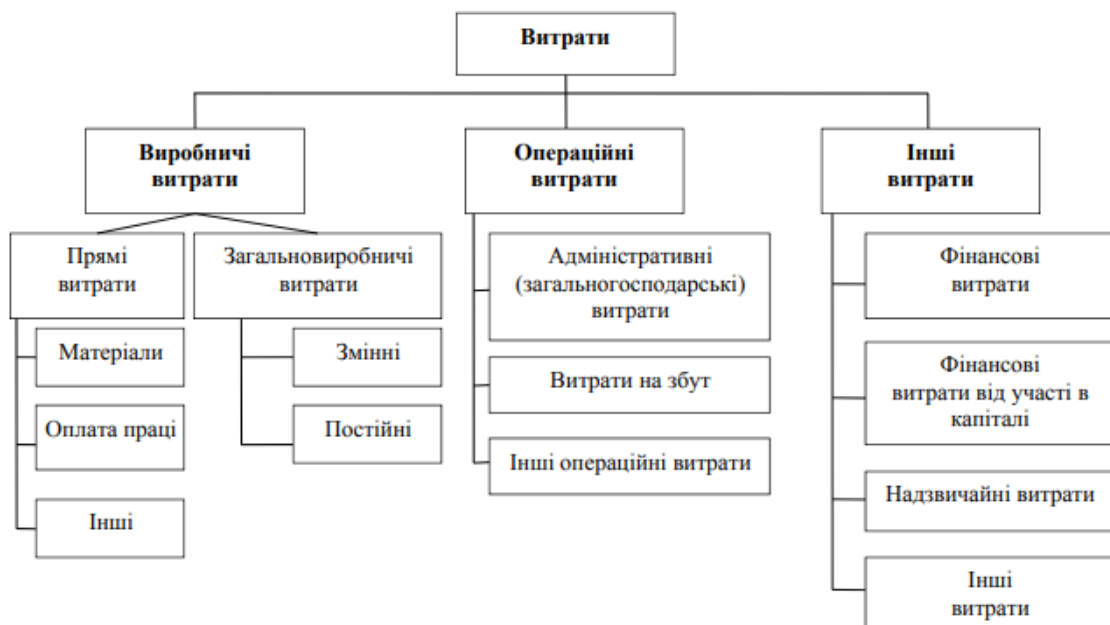 Витрати
Виробничі
витрати
Операційні
витрати
Інші
витрати
Прямі
витрати
Загальновиробничі
витрати
Матеріали
Оплата праці
Інші
Змінні
Постійні
Адміністративні
(загальногосподарські)
витрати
Витрати на збут
Інші операційні витрати
Фінансові
витрати
Фінансові
витрати від участі в
капіталі
Надзвичайні витрати
Інші
витрати